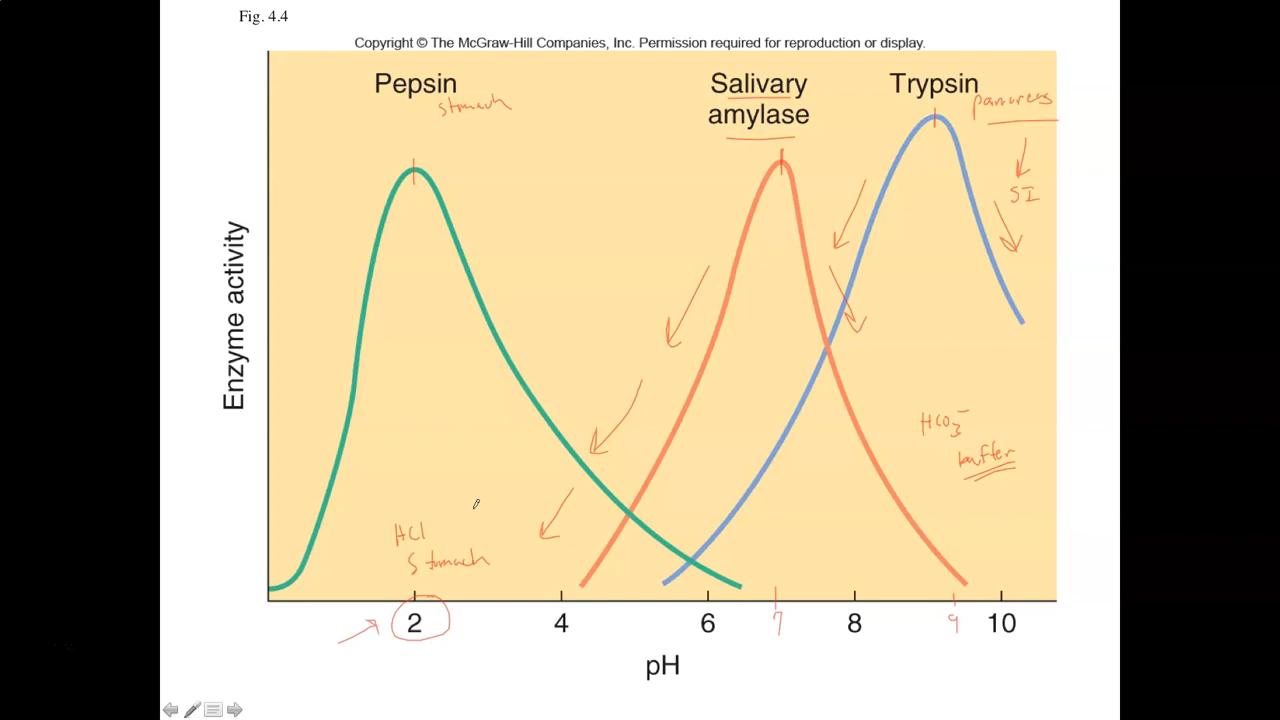 Fig. 4.4
Copyright © The McGraw-Hill Companies, Inc. Permission required for reproduction or display.
Pepsin
stomach
Salivary
amylase
Trypsin
pancreas
SI
Enzyme activity
HCO₃⁻
buffer
HCl
Stomach
2
4
6
7
8
9
10
pH